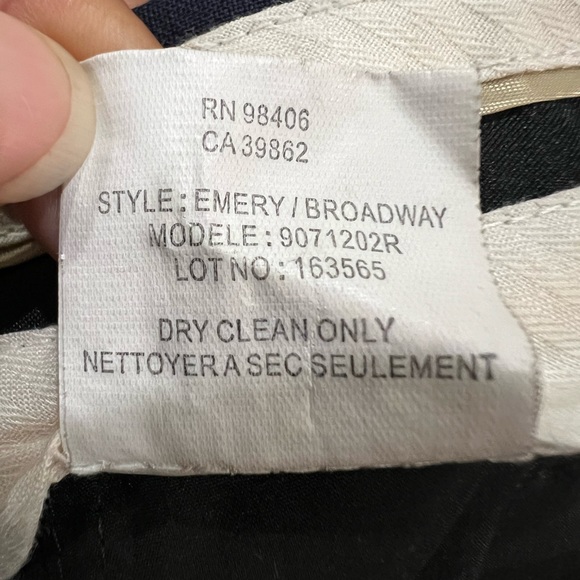 RN 98406
CA 39862
STYLE : EMERY / BROADWAY
MODELE : 9071202R
LOT NO : 163565
DRY CLEAN ONLY
NETTOYER A SEC SEULEMENT